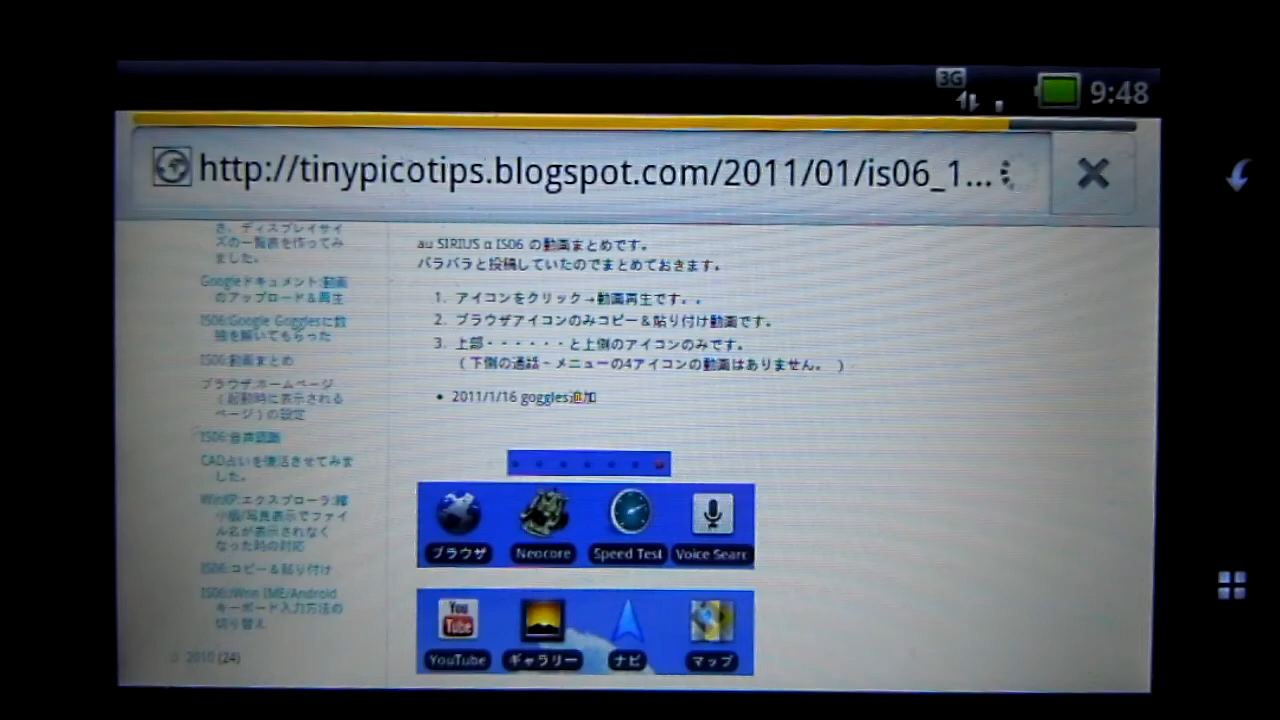 3G
9:48
http://tinypicotips.blogspot.com/2011/01/is06_1...
き、ディスプレイサイ
ズの一覧表を作ってみ
ました。
Googleドキュメント:動画
のアップロード＆再生
IS06:Google Gogglesに数
独を解いてもらった
IS06:動画まとめ
ブラウザ:ホームページ
（起動時に表示される
ページ）の設定
IS06:音声認識
CAD占いを復活させてみま
した。
WinXP:エクスプローラ:縮
小版/写真表示でファイ
ル名が表示されなく
なった時の対応
IS06:コピー＆貼り付け
IS06:iWnn IME/Android
キーボード入力方法の
切り替え
2010 (24)
au SIRIUS α IS06 の動画まとめです。
バラバラと投稿していたのでまとめておきます。
1. アイコンをクリック→動画再生です。.
2. ブラウザアイコンのみコピー＆貼り付け動画です。
3. 上部・・・・・・と上側のアイコンのみです。
（下側の通話～メニューの4アイコンの動画はありません。）
• 2011/1/16 goggles追加
ブラウザ Neocore Speed Test Voice Searc
YouTube
YouTube ギャラリー ナビ マップ